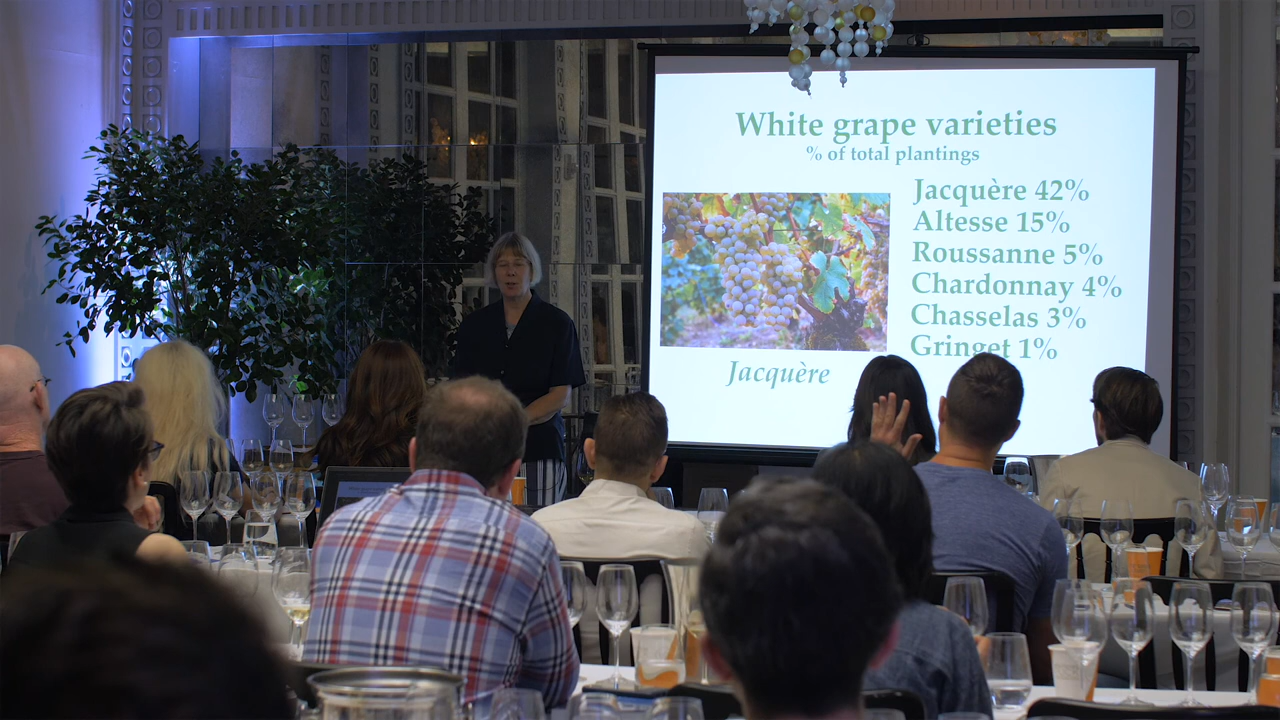 White grape varieties
% of total plantings
Jacquère 42%
Altesse 15%
Roussanne 5%
Chardonnay 4%
Chasselas 3%
Gringet 1%
Jacquère